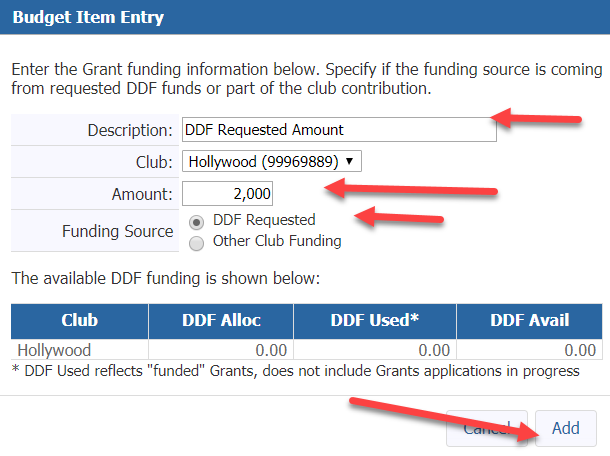 Budget Item Entry
Enter the Grant funding information below. Specify if the funding source is coming
from requested DDF funds or part of the club contribution.
Description: DDF Requested Amount
Club: Hollywood (99969889)
Amount: 2,000
Funding Source DDF Requested
Other Club Funding
The available DDF funding is shown below:
Club DDF Alloc DDF Used* DDF Avail
Hollywood 0.00 0.00 0.00
* DDF Used reflects "funded" Grants, does not include Grants applications in progress
Cancel Add